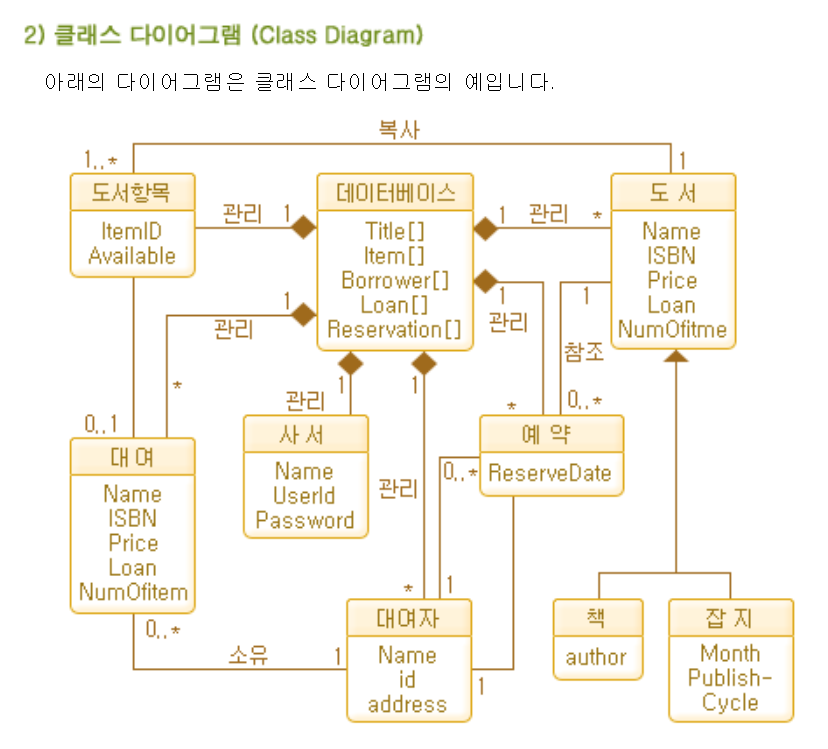 2) 클래스 다이어그램 (Class Diagram)
아래의 다이어그램은 클래스 다이어그램의 예입니다.
복사
1..*
1
도서항목
ItemID
Available
관리
1
데이터베이스
Title[]
Item[]
Borrower[]
Loan[]
Reservation[]
1
관리
*
도 서
Name
ISBN
Price
Loan
NumOfitme
1
관리
*
1
관리
*
1
참조
0..*
1
관리
1
관리
*
0..1
대 여
Name
ISBN
Price
Loan
NumOfitem
사 서
Name
UserId
Password
예 약
ReserveDate
0..*
1
0..*
소유
1
대여자
Name
id
address
1
책
author
잡 지
Month
Publish-
Cycle